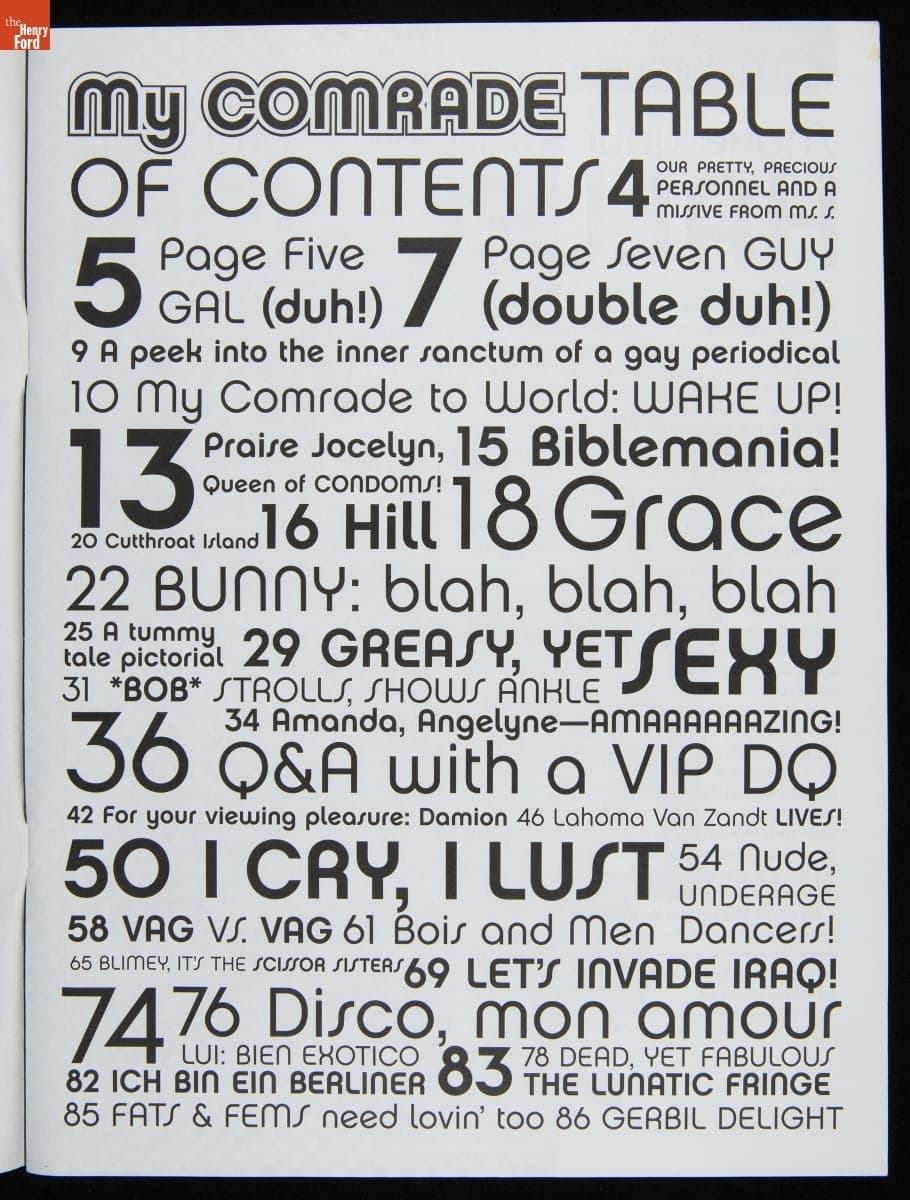 the Henry Ford
My COMRADE TABLE
OF CONTENTS 4 OUR PRETTY, PRECIOUS
PERSONNEL AND A
MISSIVE FROM MS. S.
5 Page Five
GAL (duh!)
7 Page Seven GUY
(double duh!)
9 A peek into the inner sanctum of a gay periodical
10 My Comrade to World: WAKE UP!
13 Praise Jocelyn,
Queen of CONDOMS!
15 Biblemania!
20 Cutthroat Island 16 Hill 18 Grace
22 BUNNY: blah, blah, blah
25 A tummy
tale pictorial
29 GREASY, YET SEXY
31 *BOB* STROLLS, SHOWS ANKLE
34 Amanda, Angelyne—AMAAAAAAAZING!
36 Q&A with a VIP DQ
42 For your viewing pleasure: Damion 46 Lahoma Van Zandt LIVES!
50 I CRY, I LUST 54 Nude,
UNDERAGE
58 VAG VS. VAG 61 Bois and Men Dancers!
65 BLIMEY, IT'S THE SCISSOR SISTERS 69 LET'S INVADE IRAQ!
74 LUI: BIEN EXOTICO
76 Disco, mon amour
78 DEAD, YET FABULOUS
82 ICH BIN EIN BERLINER 83 THE LUNATIC FRINGE
85 FATS & FEMS need lovin' too 86 GERBIL DELIGHT